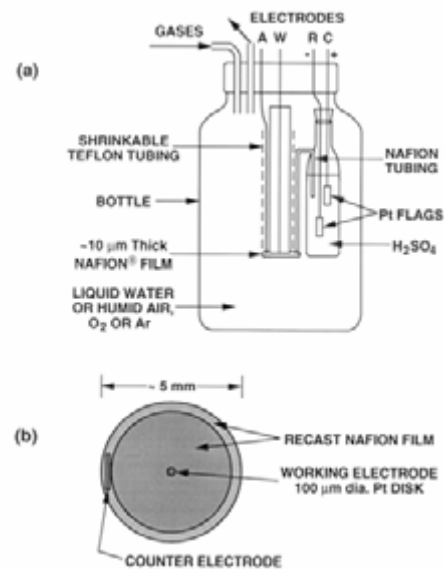 ELECTRODES
GASES
A W R C
- +
(a)
SHRINKABLE
TEFLON TUBING
NAFION
TUBING
BOTTLE
Pt FLAGS
~10 μm Thick
NAFION® FILM
H₂SO₄
LIQUID WATER
OR HUMID AIR,
O₂ OR Ar
~ 5 mm
(b)
RECAST NAFION FILM
WORKING ELECTRODE
100 μm dia. Pt DISK
COUNTER ELECTRODE